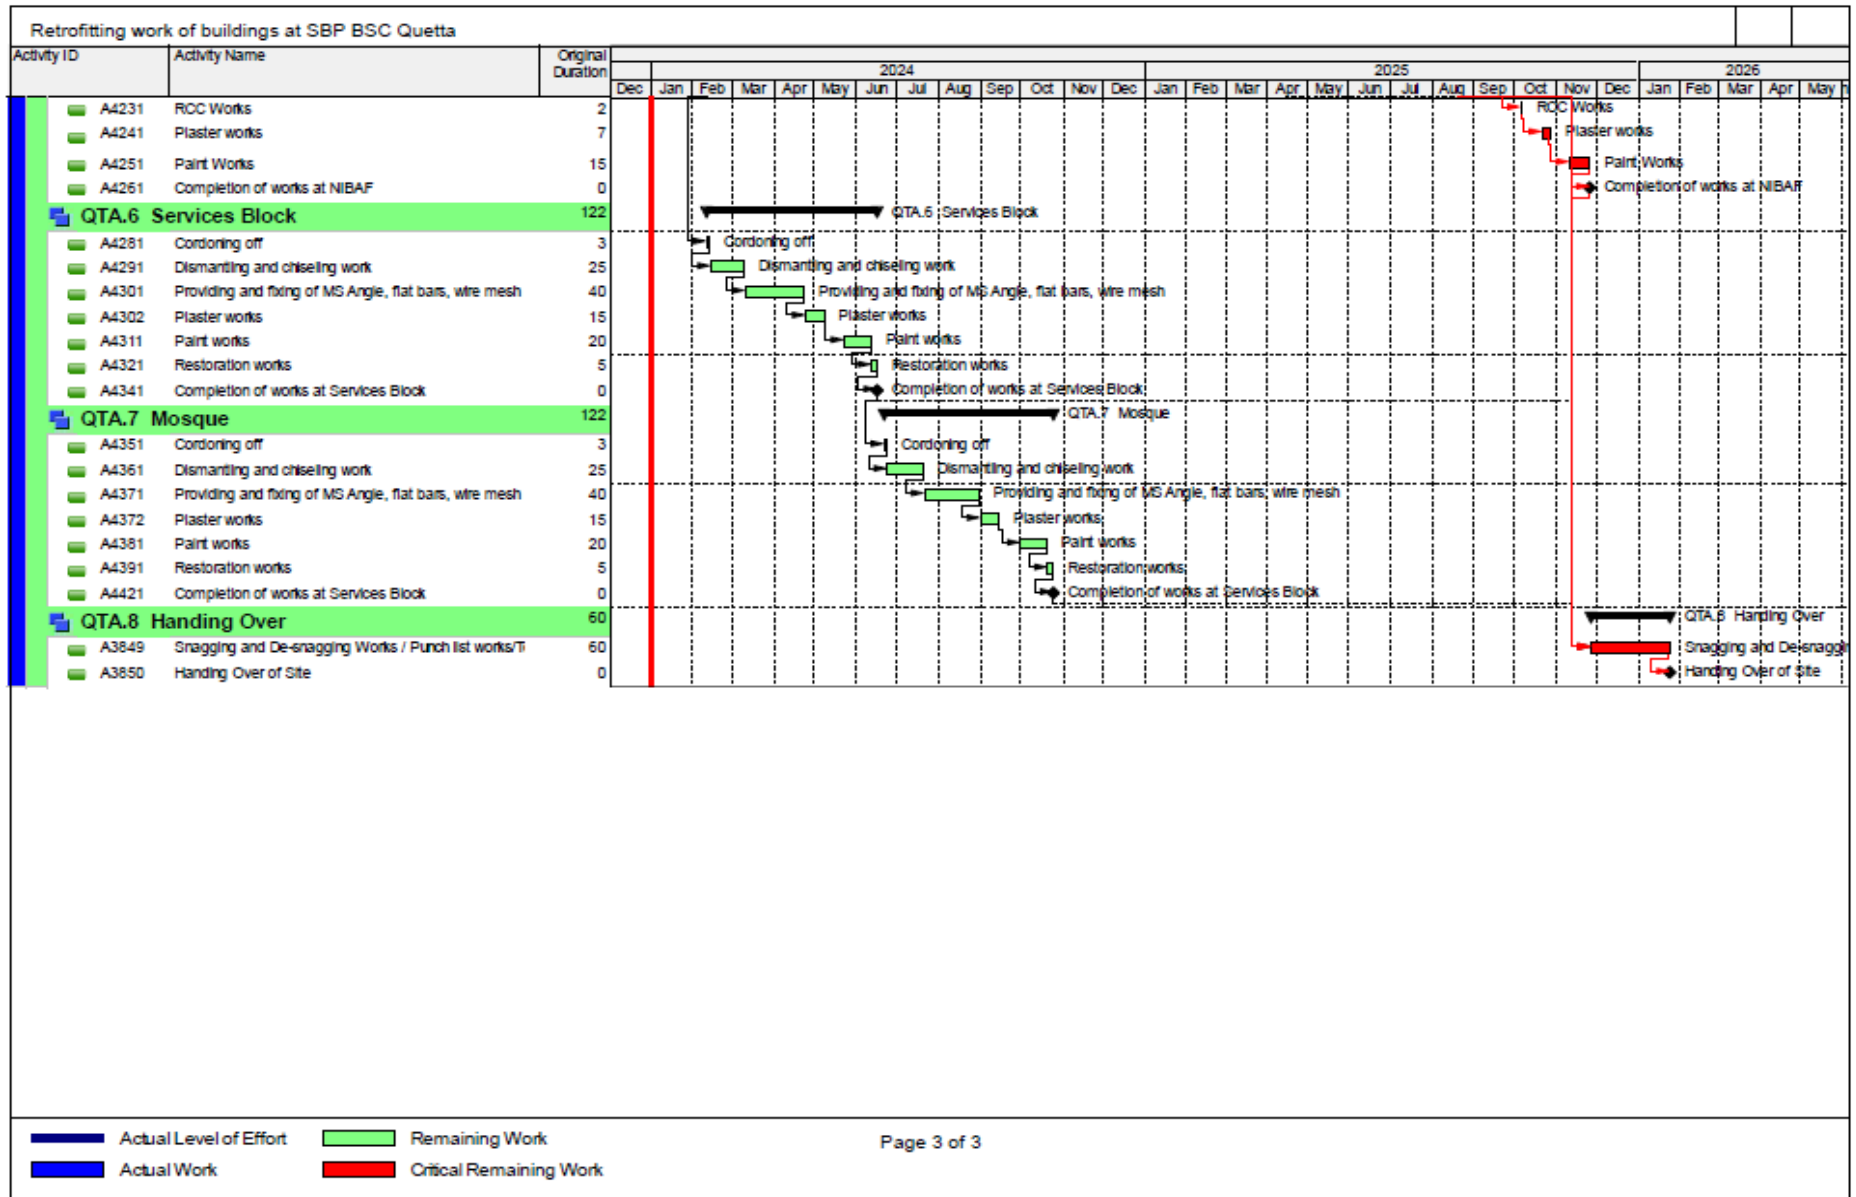 Retrofitting work of buildings at SBP BSC Quetta
Activity ID Activity Name Original Duration
2024 2025 2026
Dec Jan Feb Mar Apr May Jun Jul Aug Sep Oct Nov Dec Jan Feb Mar Apr May Jun Jul Aug Sep Oct Nov Dec Jan Feb Mar Apr May
A4231 RCC Works 2 RCC Works
A4241 Plaster works 7 Plaster works
A4251 Paint Works 15 Paint Works
A4261 Completion of works at NIBAF 0 Completion of works at NIBAF
QTA.6 Services Block 122 QTA.6 Services Block
A4281 Cordoning off 3 Cordoning off
A4291 Dismantling and chiseling work 25 Dismantling and chiseling work
A4301 Providing and fixing of MS Angle, flat bars, wire mesh 40 Providing and fixing of MS Angle, flat bars, wire mesh
A4302 Plaster works 15 Plaster works
A4311 Paint works 20 Paint works
A4321 Restoration works 5 Restoration works
A4341 Completion of works at Services Block 0 Completion of works at Services Block
QTA.7 Mosque 122 QTA.7 Mosque
A4351 Cordoning off 3 Cordoning off
A4361 Dismantling and chiseling work 25 Dismantling and chiseling work
A4371 Providing and fixing of MS Angle, flat bars, wire mesh 40 Providing and fixing of MS Angle, flat bars, wire mesh
A4372 Plaster works 15 Plaster works
A4381 Paint works 20 Paint works
A4391 Restoration works 5 Restoration works
A4421 Completion of works at Services Block 0 Completion of works at Services Block
QTA.8 Handing Over 60 QTA.8 Handing Over
A3849 Snagging and De-snagging Works / Punch list works/T 60 Snagging and De-snaggin
A3850 Handing Over of Site 0 Handing Over of Site
Actual Level of Effort Remaining Work Page 3 of 3
Actual Work Critical Remaining Work